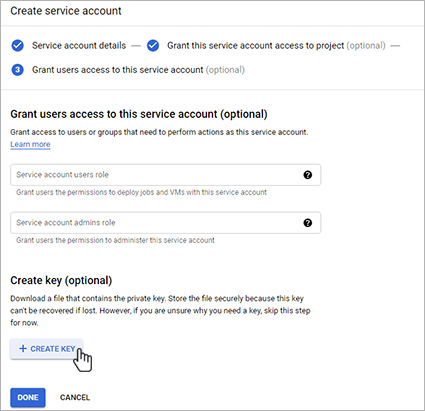 Create service account
Service account details — Grant this service account access to project (optional) —
3 Grant users access to this service account (optional)
Grant users access to this service account (optional)
Grant access to users or groups that need to perform actions as this service account.
Learn more
Service account users role ?
Grant users the permissions to deploy jobs and VMs with this service account
Service account admins role ?
Grant users the permission to administer this service account
Create key (optional)
Download a file that contains the private key. Store the file securely because this key
can't be recovered if lost. However, if you are unsure why you need a key, skip this step
for now.
+ CREATE KEY
DONE CANCEL